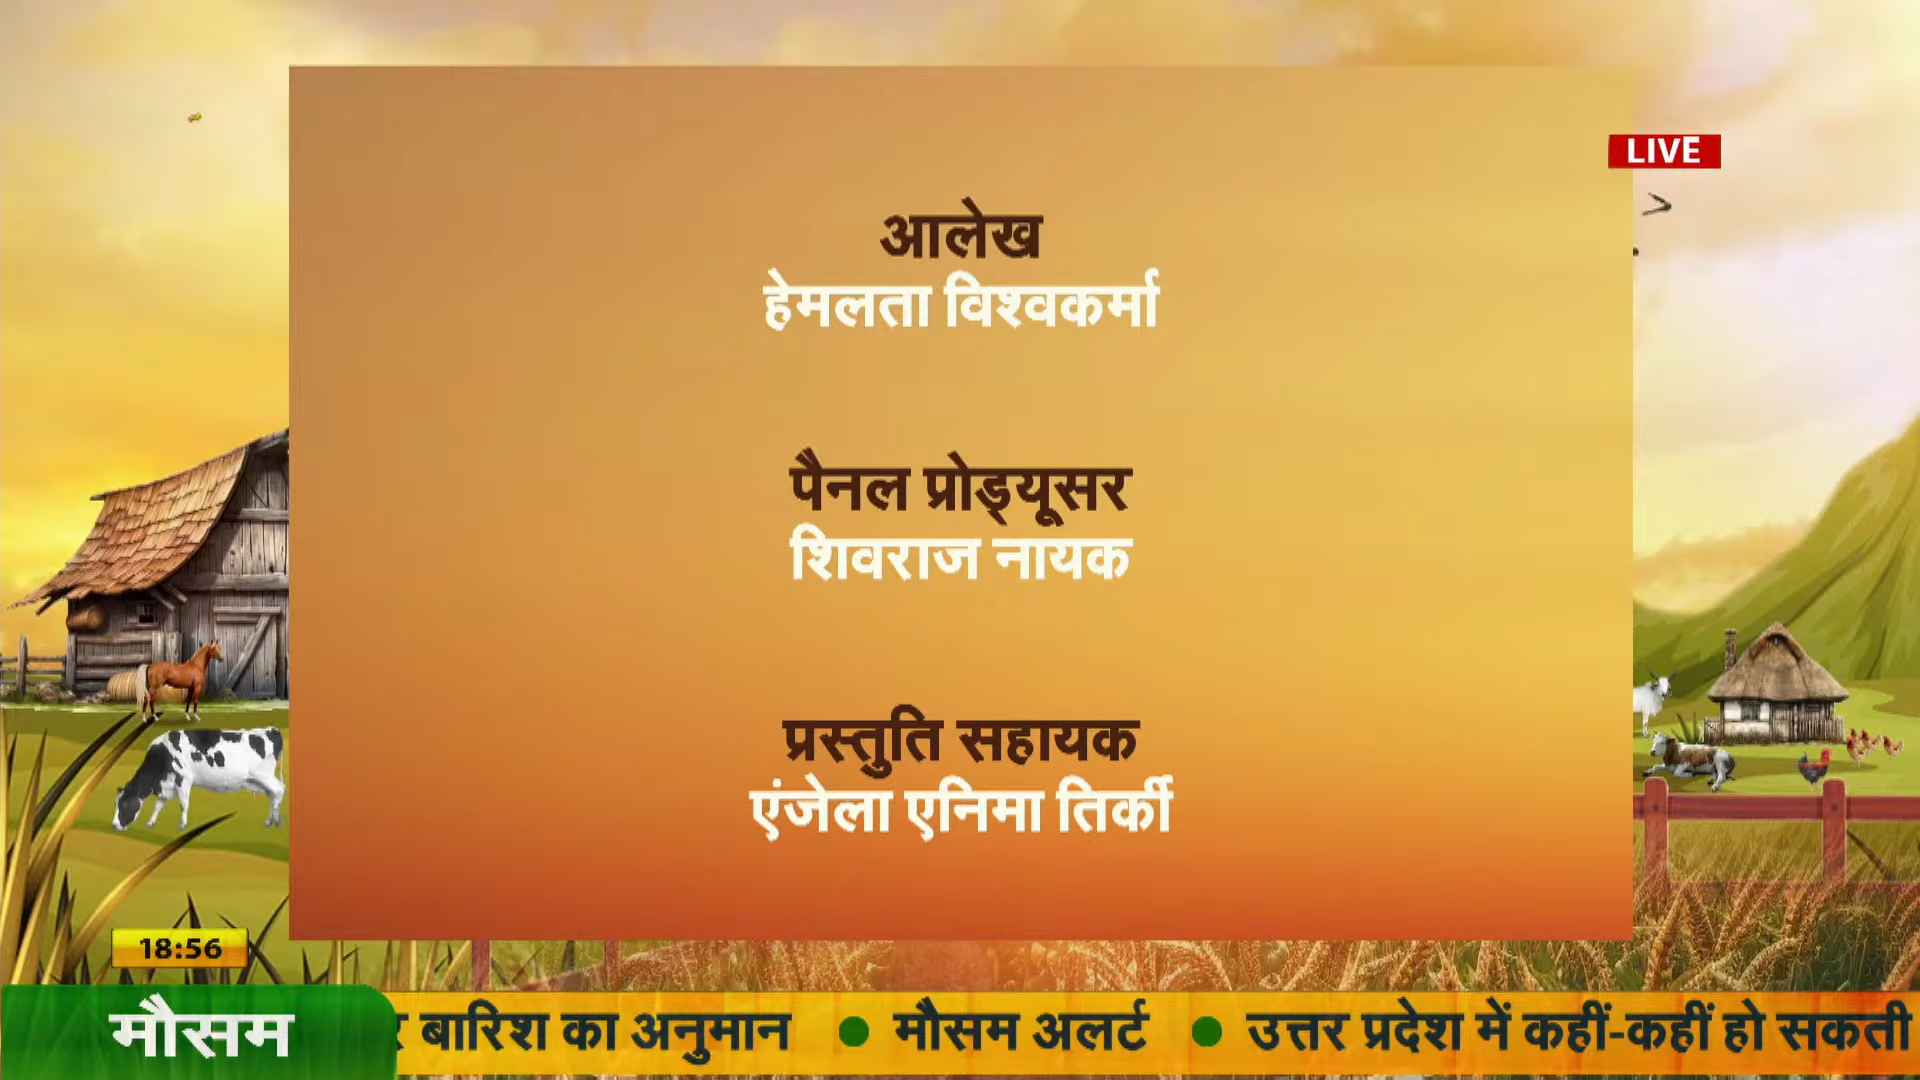 LIVE
आलेख
हेमलता विश्वकर्मा
पैनल प्रोड्यूसर
शिवराज नायक
प्रस्तुति सहायक
एंजेला एनिमा तिर्की
18:56
मौसम
बारिश का अनुमान ● मौसम अलर्ट ● उत्तर प्रदेश में कहीं-कहीं हो सकती